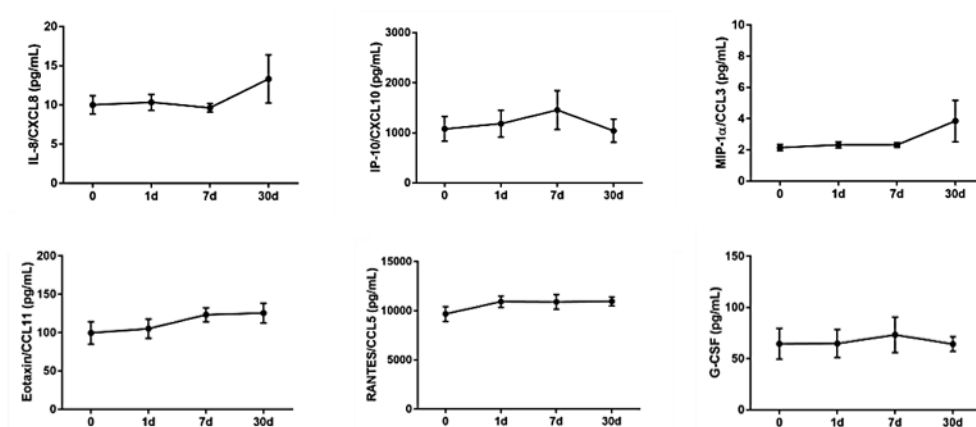 IL-8/CXCL8 (pg/mL)
20
15
10
5
0
0 1d 7d 30d
IP-10/CXCL10 (pg/mL)
3000
2000
1000
0
0 1d 7d 30d
MIP-1α/CCL3 (pg/mL)
10
8
6
4
2
0
0 1d 7d 30d
Eotaxin/CCL11 (pg/mL)
200
150
100
50
0
0 1d 7d 30d
RANTES/CCL5 (pg/mL)
15000
10000
5000
0
0 1d 7d 30d
G-CSF (pg/mL)
150
100
50
0
0 1d 7d 30d